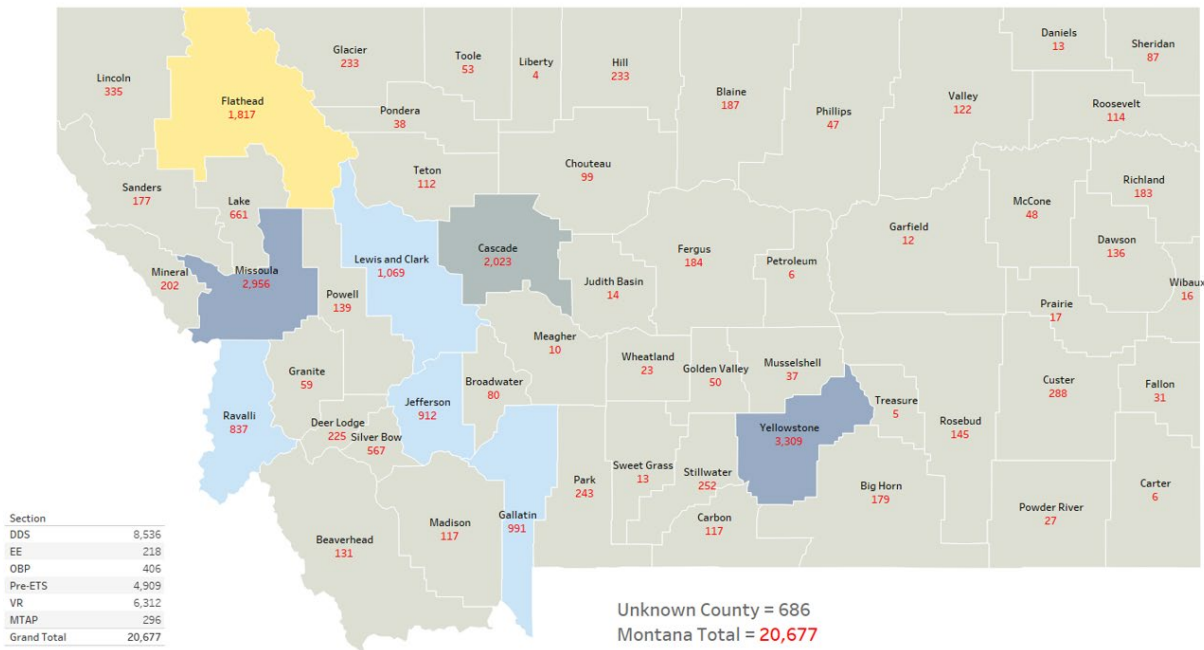 Daniels
13
Sheridan
87
Glacier
233
Toole
53
Liberty
4
Hill
233
Lincoln
335
Blaine
187
Valley
122
Flathead
1,817
Roosevelt
114
Phillips
47
Pondera
38
Chouteau
99
Teton
112
Richland
183
Sanders
177
Lake
661
McCone
48
Garfield
12
Dawson
136
Cascade
2,023
Fergus
184
Lewis and Clark
1,069
Petroleum
6
Mineral
202
Missoula
2,956
Judith Basin
14
Wibaux
16
Powell
139
Prairie
17
Meagher
10
Wheatland
23
Golden Valley
50
Musselshell
37
Granite
59
Broadwater
80
Custer
288
Fallon
31
Jefferson
912
Treasure
5
Ravalli
837
Deer Lodge
225
Silver Bow
567
Yellowstone
3,309
Rosebud
145
Sweet Grass
13
Stillwater
252
Park
243
Big Horn
179
Carter
6
Powder River
27
Gallatin
991
Madison
117
Carbon
117
Beaverhead
131
Section
DDS 8,536
EE 218
OBP 406
Pre-ETS 4,909
VR 6,312
MTAP 296
Grand Total 20,677
Unknown County = 686
Montana Total = 20,677